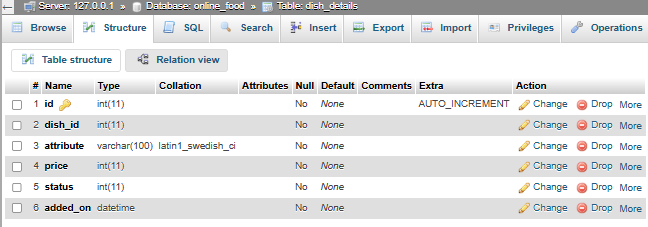 Server: 127.0.0.1 » Database: online_food » Table: dish_details
Browse Structure SQL Search Insert Export Import Privileges Operations
Table structure Relation view
# Name Type Collation Attributes Null Default Comments Extra Action
1 id int(11) No None AUTO_INCREMENT Change Drop More
2 dish_id int(11) No None Change Drop More
3 attribute varchar(100) latin1_swedish_ci No None Change Drop More
4 price int(11) No None Change Drop More
5 status int(11) No None Change Drop More
6 added_on datetime No None Change Drop More